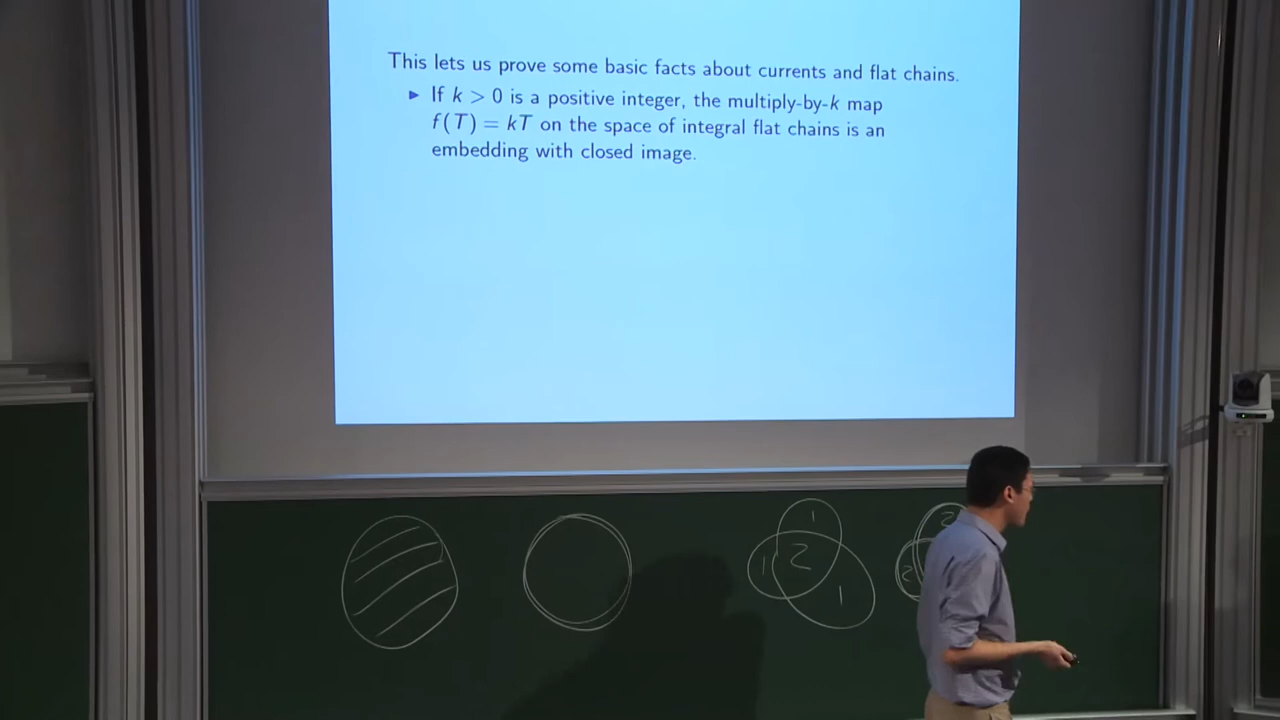 This lets us prove some basic facts about currents and flat chains.
▶ If k > 0 is a positive integer, the multiply-by-k map
f(T) = kT on the space of integral flat chains is an
embedding with closed image.
1
1 2
1
2
2